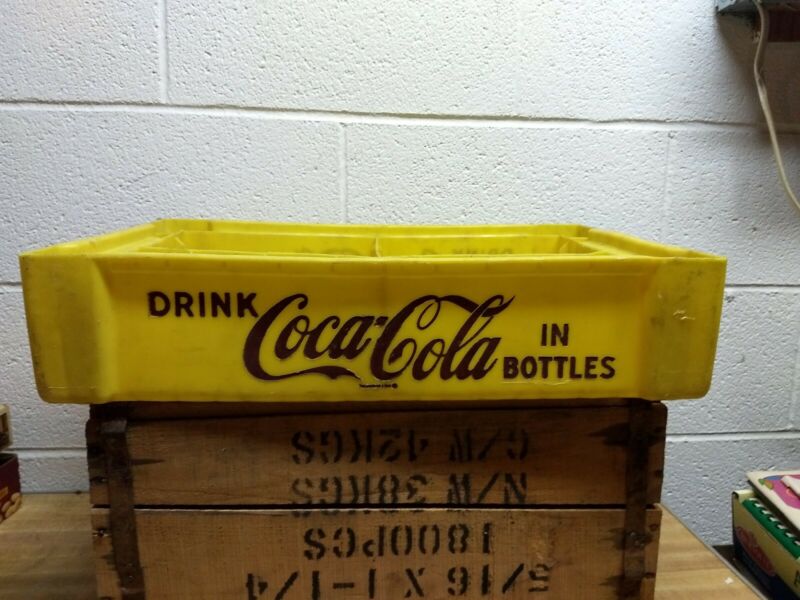 DRINK Coca-Cola IN BOTTLES
G/W 42KGS
N/W 38KGS
1800PCS
5/16 X 1-1/4